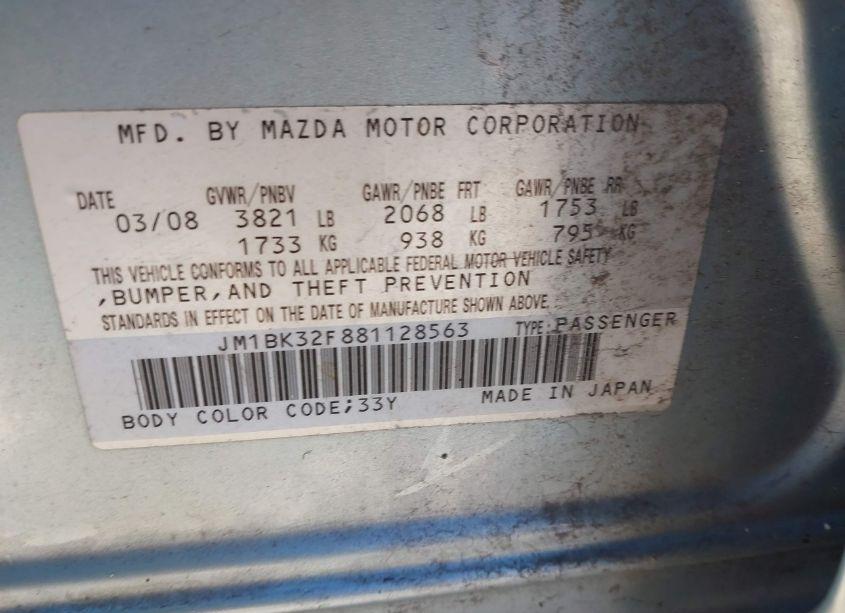 MFD. BY MAZDA MOTOR CORPORATION
DATE GVWR/PNBV GAWR/PNBE FRT GAWR/PNBE RR
03/08 3821 LB 2068 LB 1753 LB
1733 KG 938 KG 795 KG
THIS VEHICLE CONFORMS TO ALL APPLICABLE FEDERAL MOTOR VEHICLE SAFETY
,BUMPER,AND THEFT PREVENTION
STANDARDS IN EFFECT ON THE DATE OF MANUFACTURE SHOWN ABOVE.
JM1BK32F881128563 TYPE:PASSENGER
BODY COLOR CODE;33Y MADE IN JAPAN